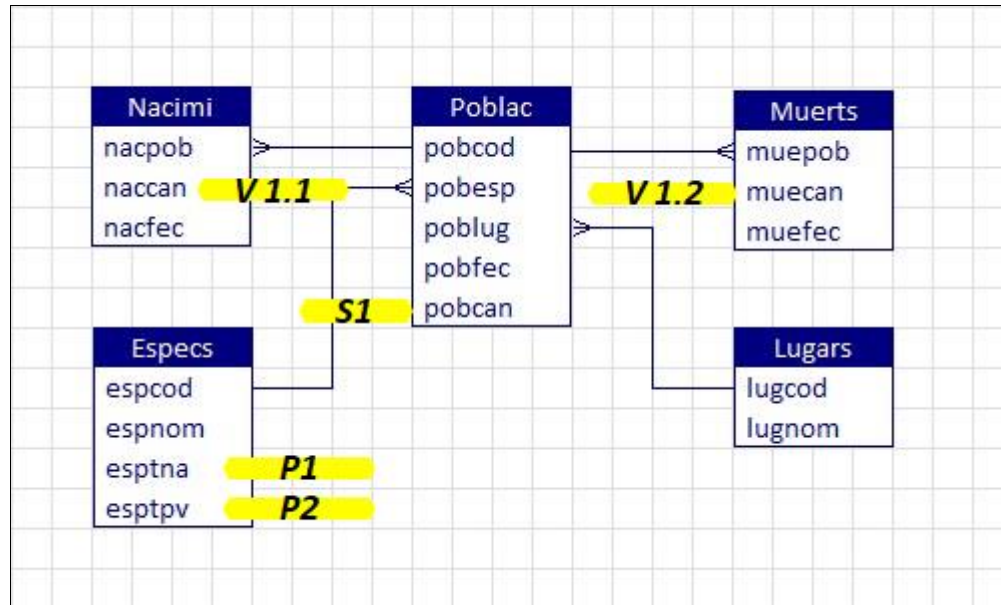 Nacimi
nacpob
naccan V 1.1
nacfec
Poblac
pobcod
pobesp
poblug
pobfec
S1 pobcan
Muerts
muepob
V 1.2 muecan
muefec
Especs
espcod
espnom
esptna P1
esptpv P2
Lugars
lugcod
lugnom